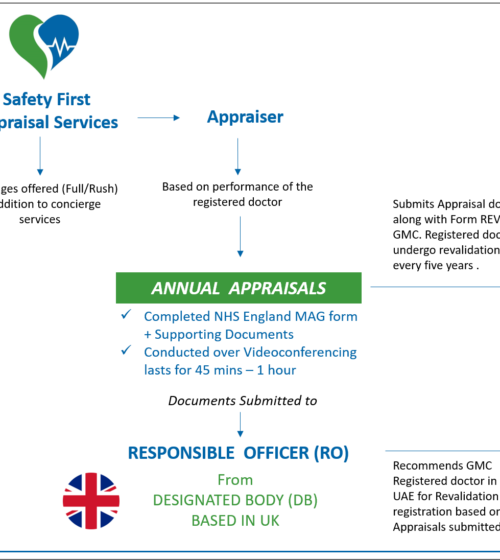 Safety First
praisal Services
Appraiser
ges offered (Full/Rush)
ddition to concierge
services
Based on performance of the
registered doctor
Submits Appraisal do
along with Form REV
GMC. Registered doc
undergo revalidation
every five years .
ANNUAL APPRAISALS
✓ Completed NHS England MAG form
+ Supporting Documents
✓ Conducted over Videoconferencing
lasts for 45 mins – 1 hour
Documents Submitted to
RESPONSIBLE OFFICER (RO)
From
DESIGNATED BODY (DB)
BASED IN UK
Recommends GMC
Registered doctor in
UAE for Revalidation
registration based or
Appraisals submitted